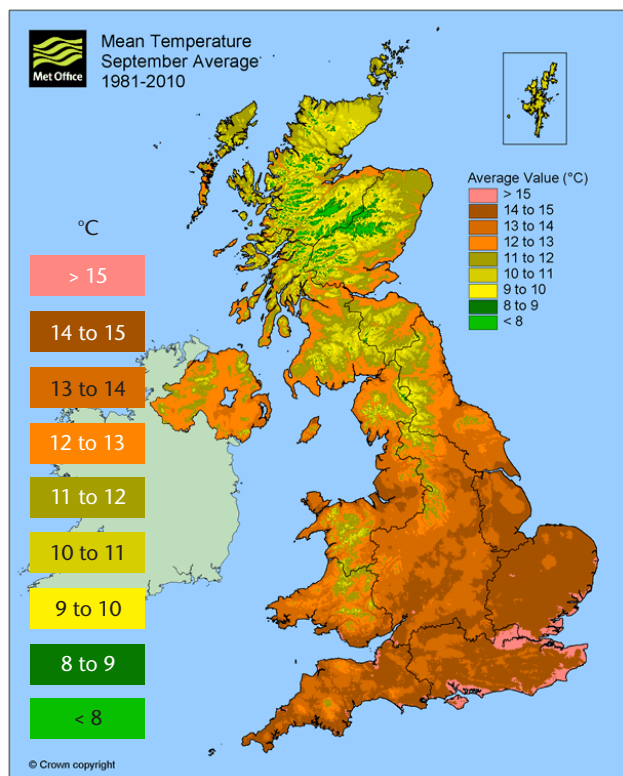 Met Office
Mean Temperature
September Average
1981-2010
Average Value (°C)
> 15
14 to 15
13 to 14
12 to 13
11 to 12
10 to 11
9 to 10
8 to 9
< 8
°C
> 15
14 to 15
13 to 14
12 to 13
11 to 12
10 to 11
9 to 10
8 to 9
< 8
© Crown copyright